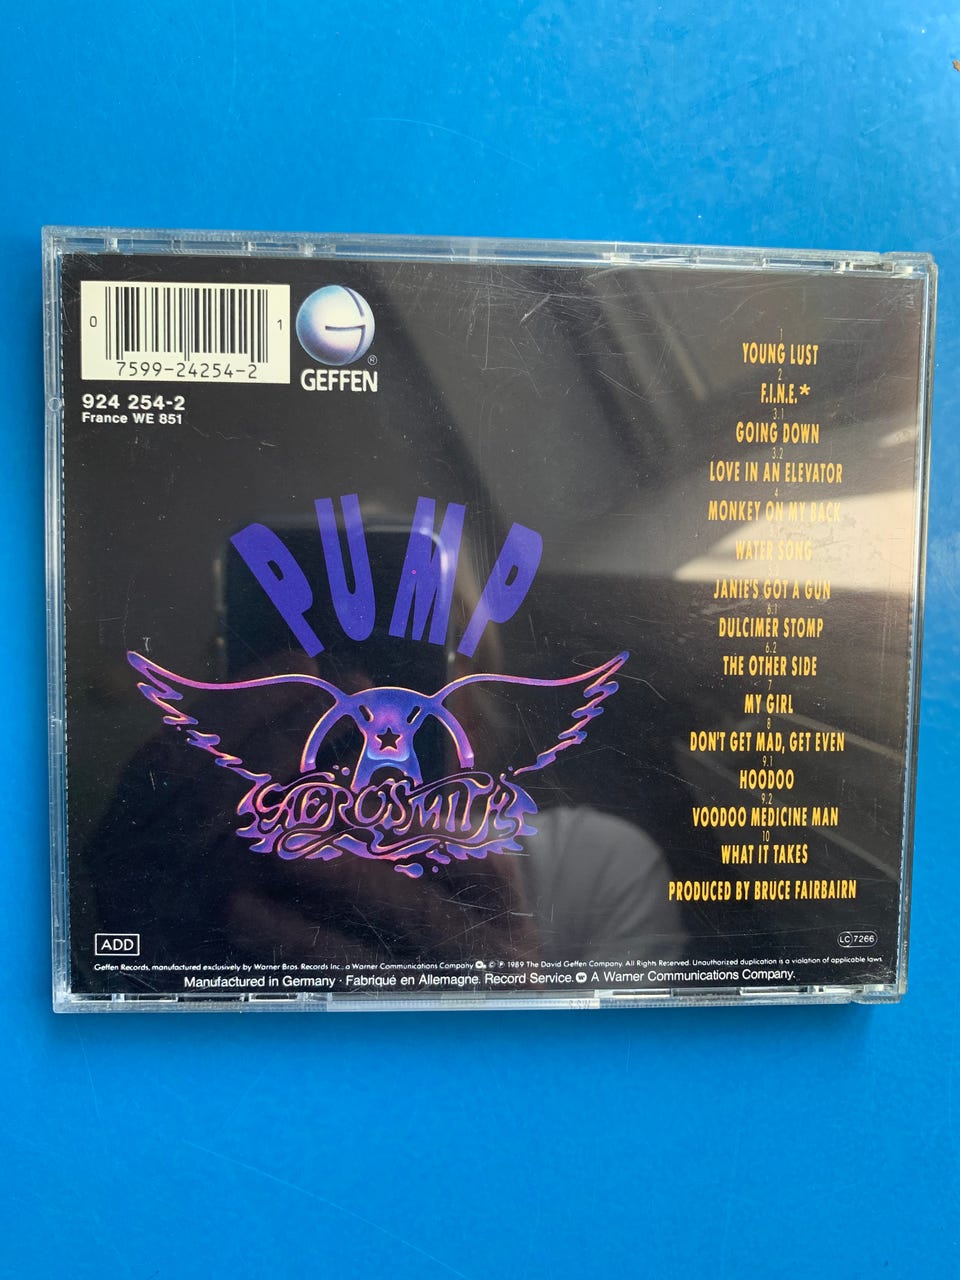 0 7599-24254-2 1
GEFFEN ®
924 254-2
France WE 851
PUMP
AEROSMITH
1
YOUNG LUST
2
F.I.N.E.*
3.1
GOING DOWN
3.2
LOVE IN AN ELEVATOR
4
MONKEY ON MY BACK
WATER SONG
JANIE'S GOT A GUN
6.1
DULCIMER STOMP
6.2
THE OTHER SIDE
7
MY GIRL
8
DON'T GET MAD, GET EVEN
9.1
HOODOO
9.2
VOODOO MEDICINE MAN
10
WHAT IT TAKES
PRODUCED BY BRUCE FAIRBAIRN
ADD
LC 7266
Geffen Records, manufactured exclusively by Warner Bros. Records Inc., a Warner Communications Company © ℗ 1989 The David Geffen Company. All Rights Reserved. Unauthorized duplication is a violation of applicable laws
Manufactured in Germany · Fabriqué en Allemagne. Record Service. A Warner Communications Company.